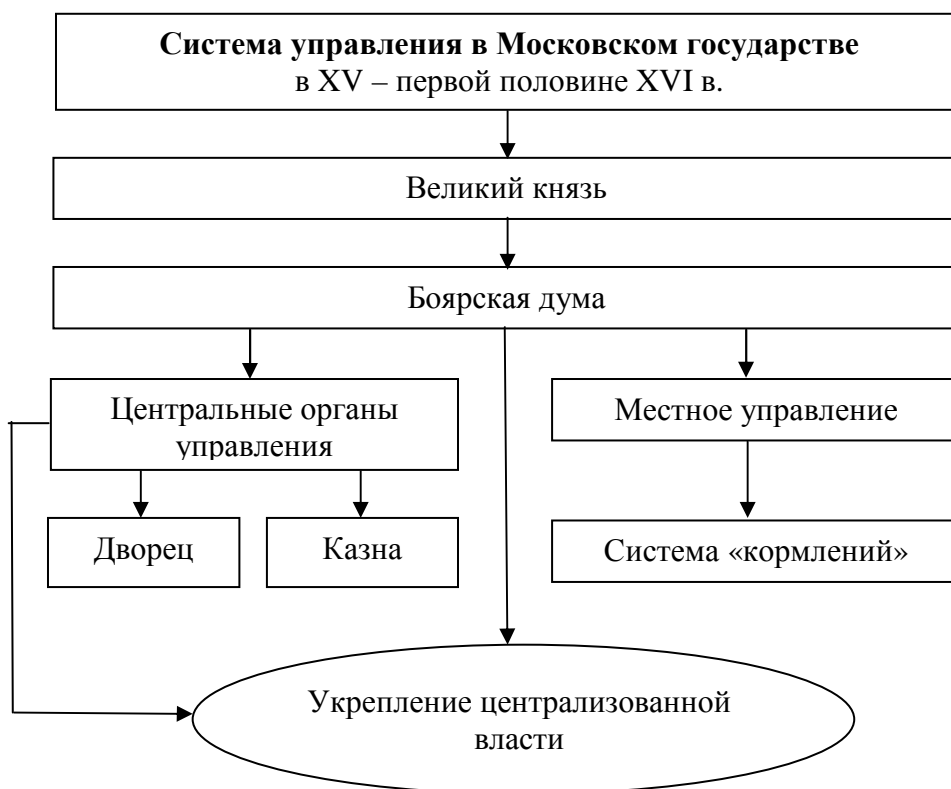 Система управления в Московском государстве
в XV – первой половине XVI в.
Великий князь
Боярская дума
Центральные органы
управления
Местное управление
Дворец
Казна
Система «кормлений»
Укрепление централизованной
власти